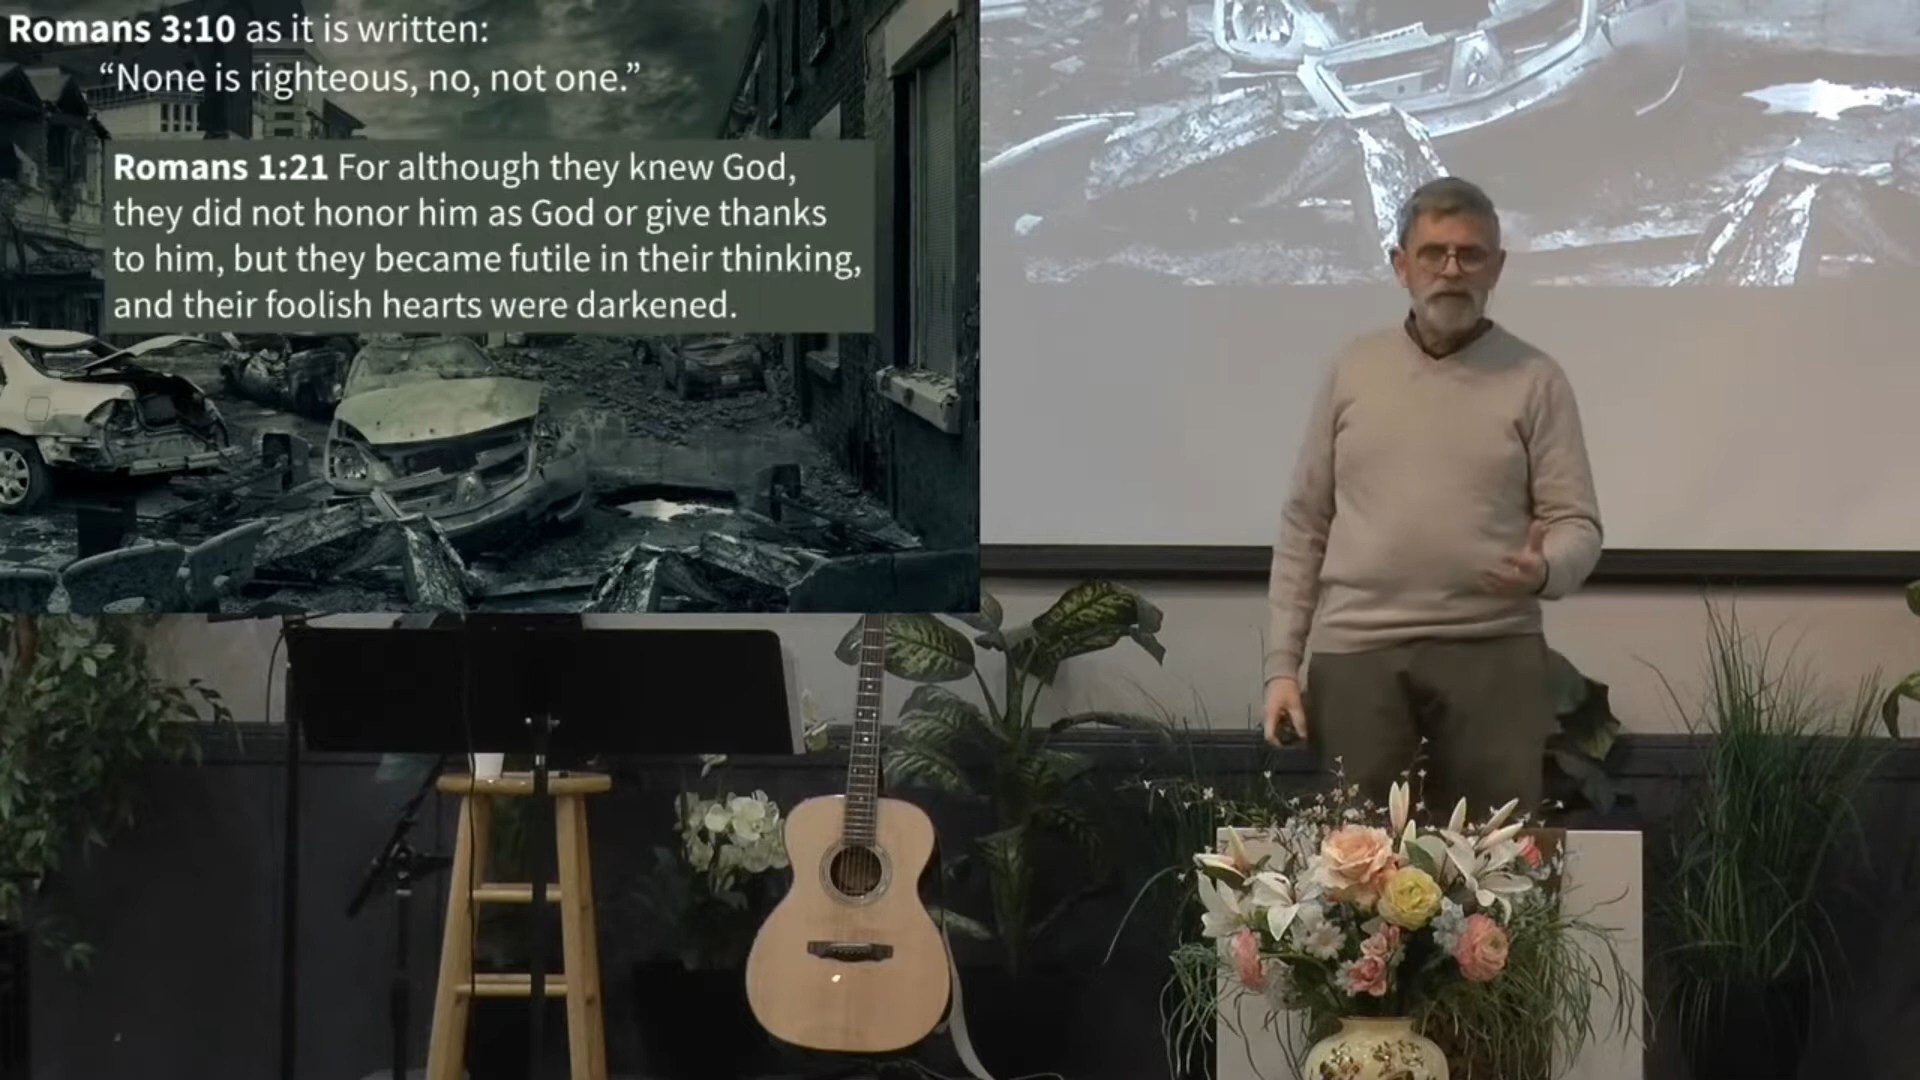 Romans 3:10 as it is written:
“None is righteous, no, not one.”
Romans 1:21 For although they knew God,
they did not honor him as God or give thanks
to him, but they became futile in their thinking,
and their foolish hearts were darkened.